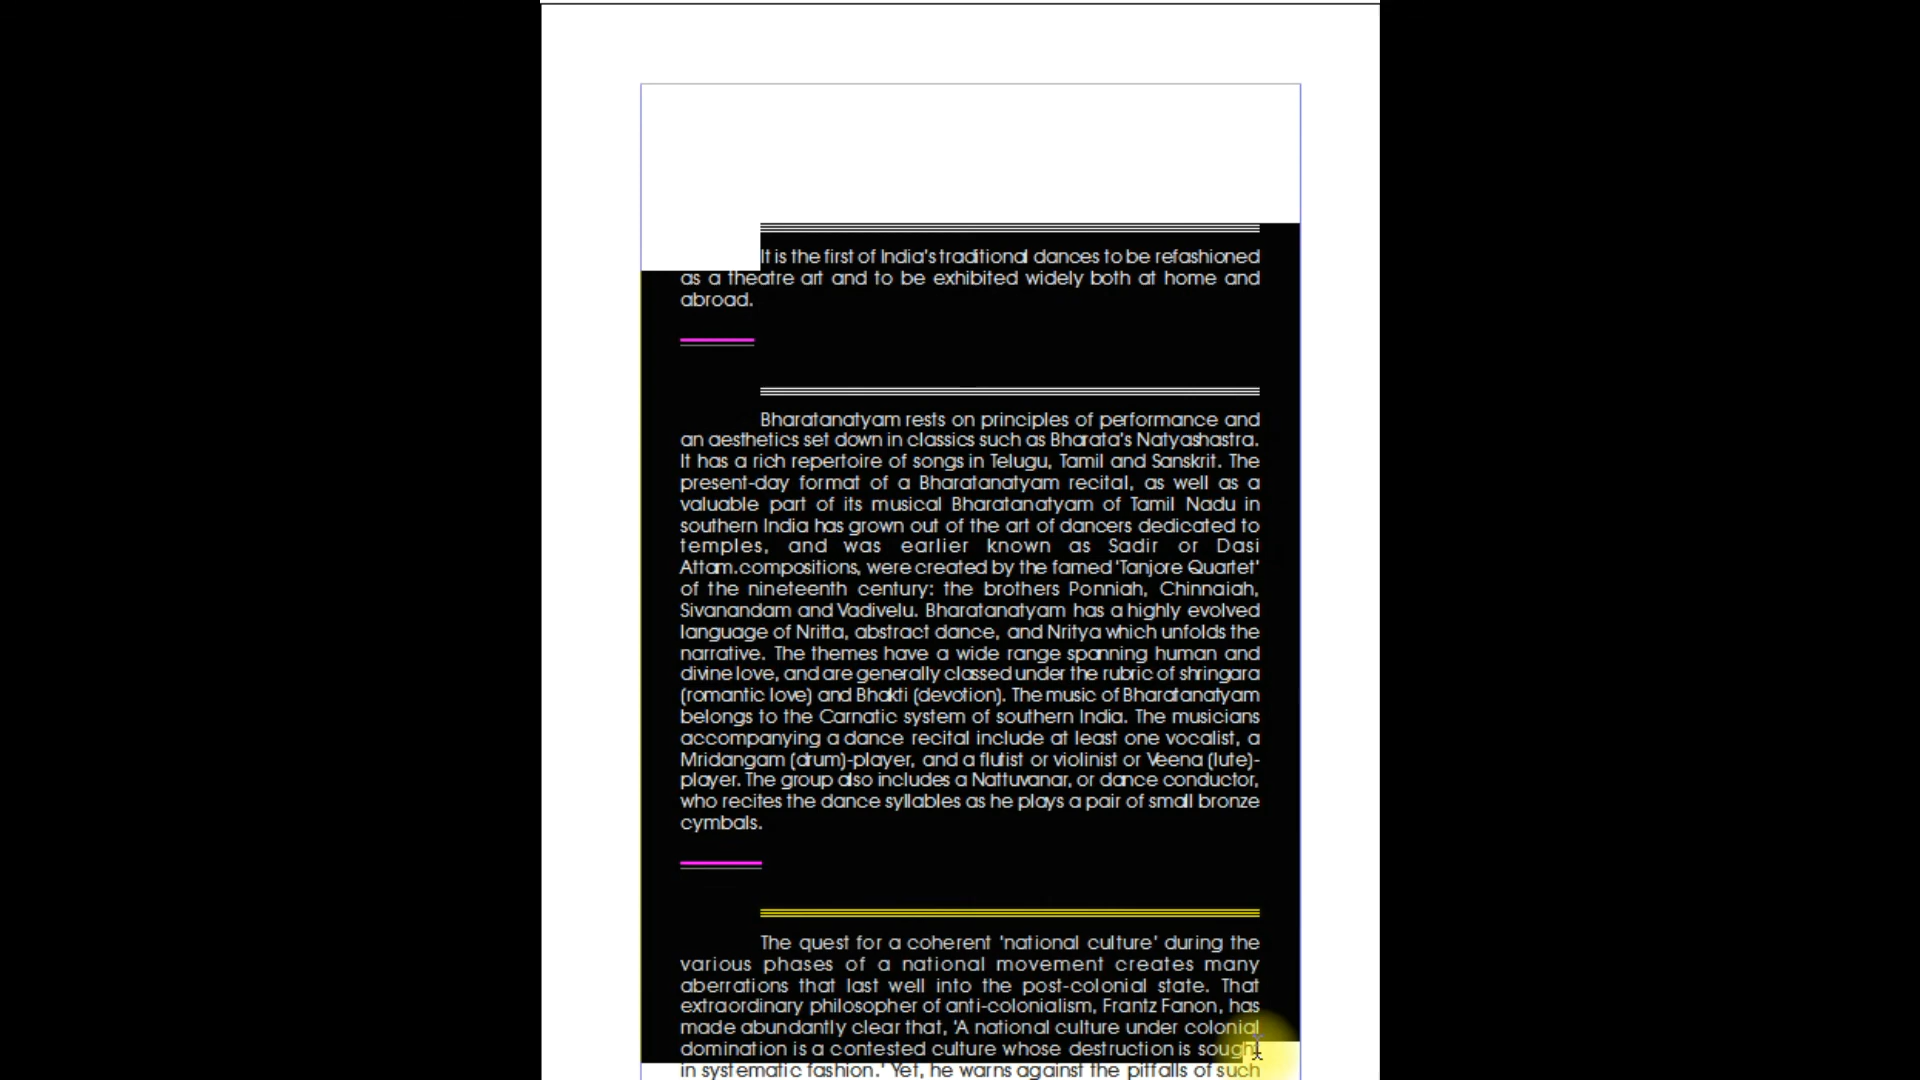 It is the first of India's traditional dances to be refashioned
as a theatre art and to be exhibited widely both at home and
abroad.
Bharatanatyam rests on principles of performance and
an aesthetics set down in classics such as Bharata's Natyashastra.
It has a rich repertoire of songs in Telugu, Tamil and Sanskrit. The
present-day format of a Bharatanatyam recital, as well as a
valuable part of its musical Bharatanatyam of Tamil Nadu in
southern India has grown out of the art of dancers dedicated to
temples, and was earlier known as Sadir or Dasi
Attam.compositions, were created by the famed 'Tanjore Quartet'
of the nineteenth century: the brothers Ponniah, Chinnaiah,
Sivanandam and Vadivelu. Bharatanatyam has a highly evolved
language of Nritta, abstract dance, and Nritya which unfolds the
narrative. The themes have a wide range spanning human and
divine love, and are generally classed under the rubric of shringara
(romantic love) and Bhakti (devotion). The music of Bharatanatyam
belongs to the Carnatic system of southern India. The musicians
accompanying a dance recital include at least one vocalist, a
Mridangam (drum)-player, and a flutist or violinist or Veena (lute)-
player. The group also includes a Nattuvanar, or dance conductor,
who recites the dance syllables as he plays a pair of small bronze
cymbals.
The quest for a coherent 'national culture' during the
various phases of a national movement creates many
aberrations that last well into the post-colonial state. That
extraordinary philosopher of anti-colonialism, Frantz Fanon, has
made abundantly clear that, 'A national culture under colonial
domination is a contested culture whose destruction is sought
in systematic fashion.' Yet, he warns against the pitfalls of such